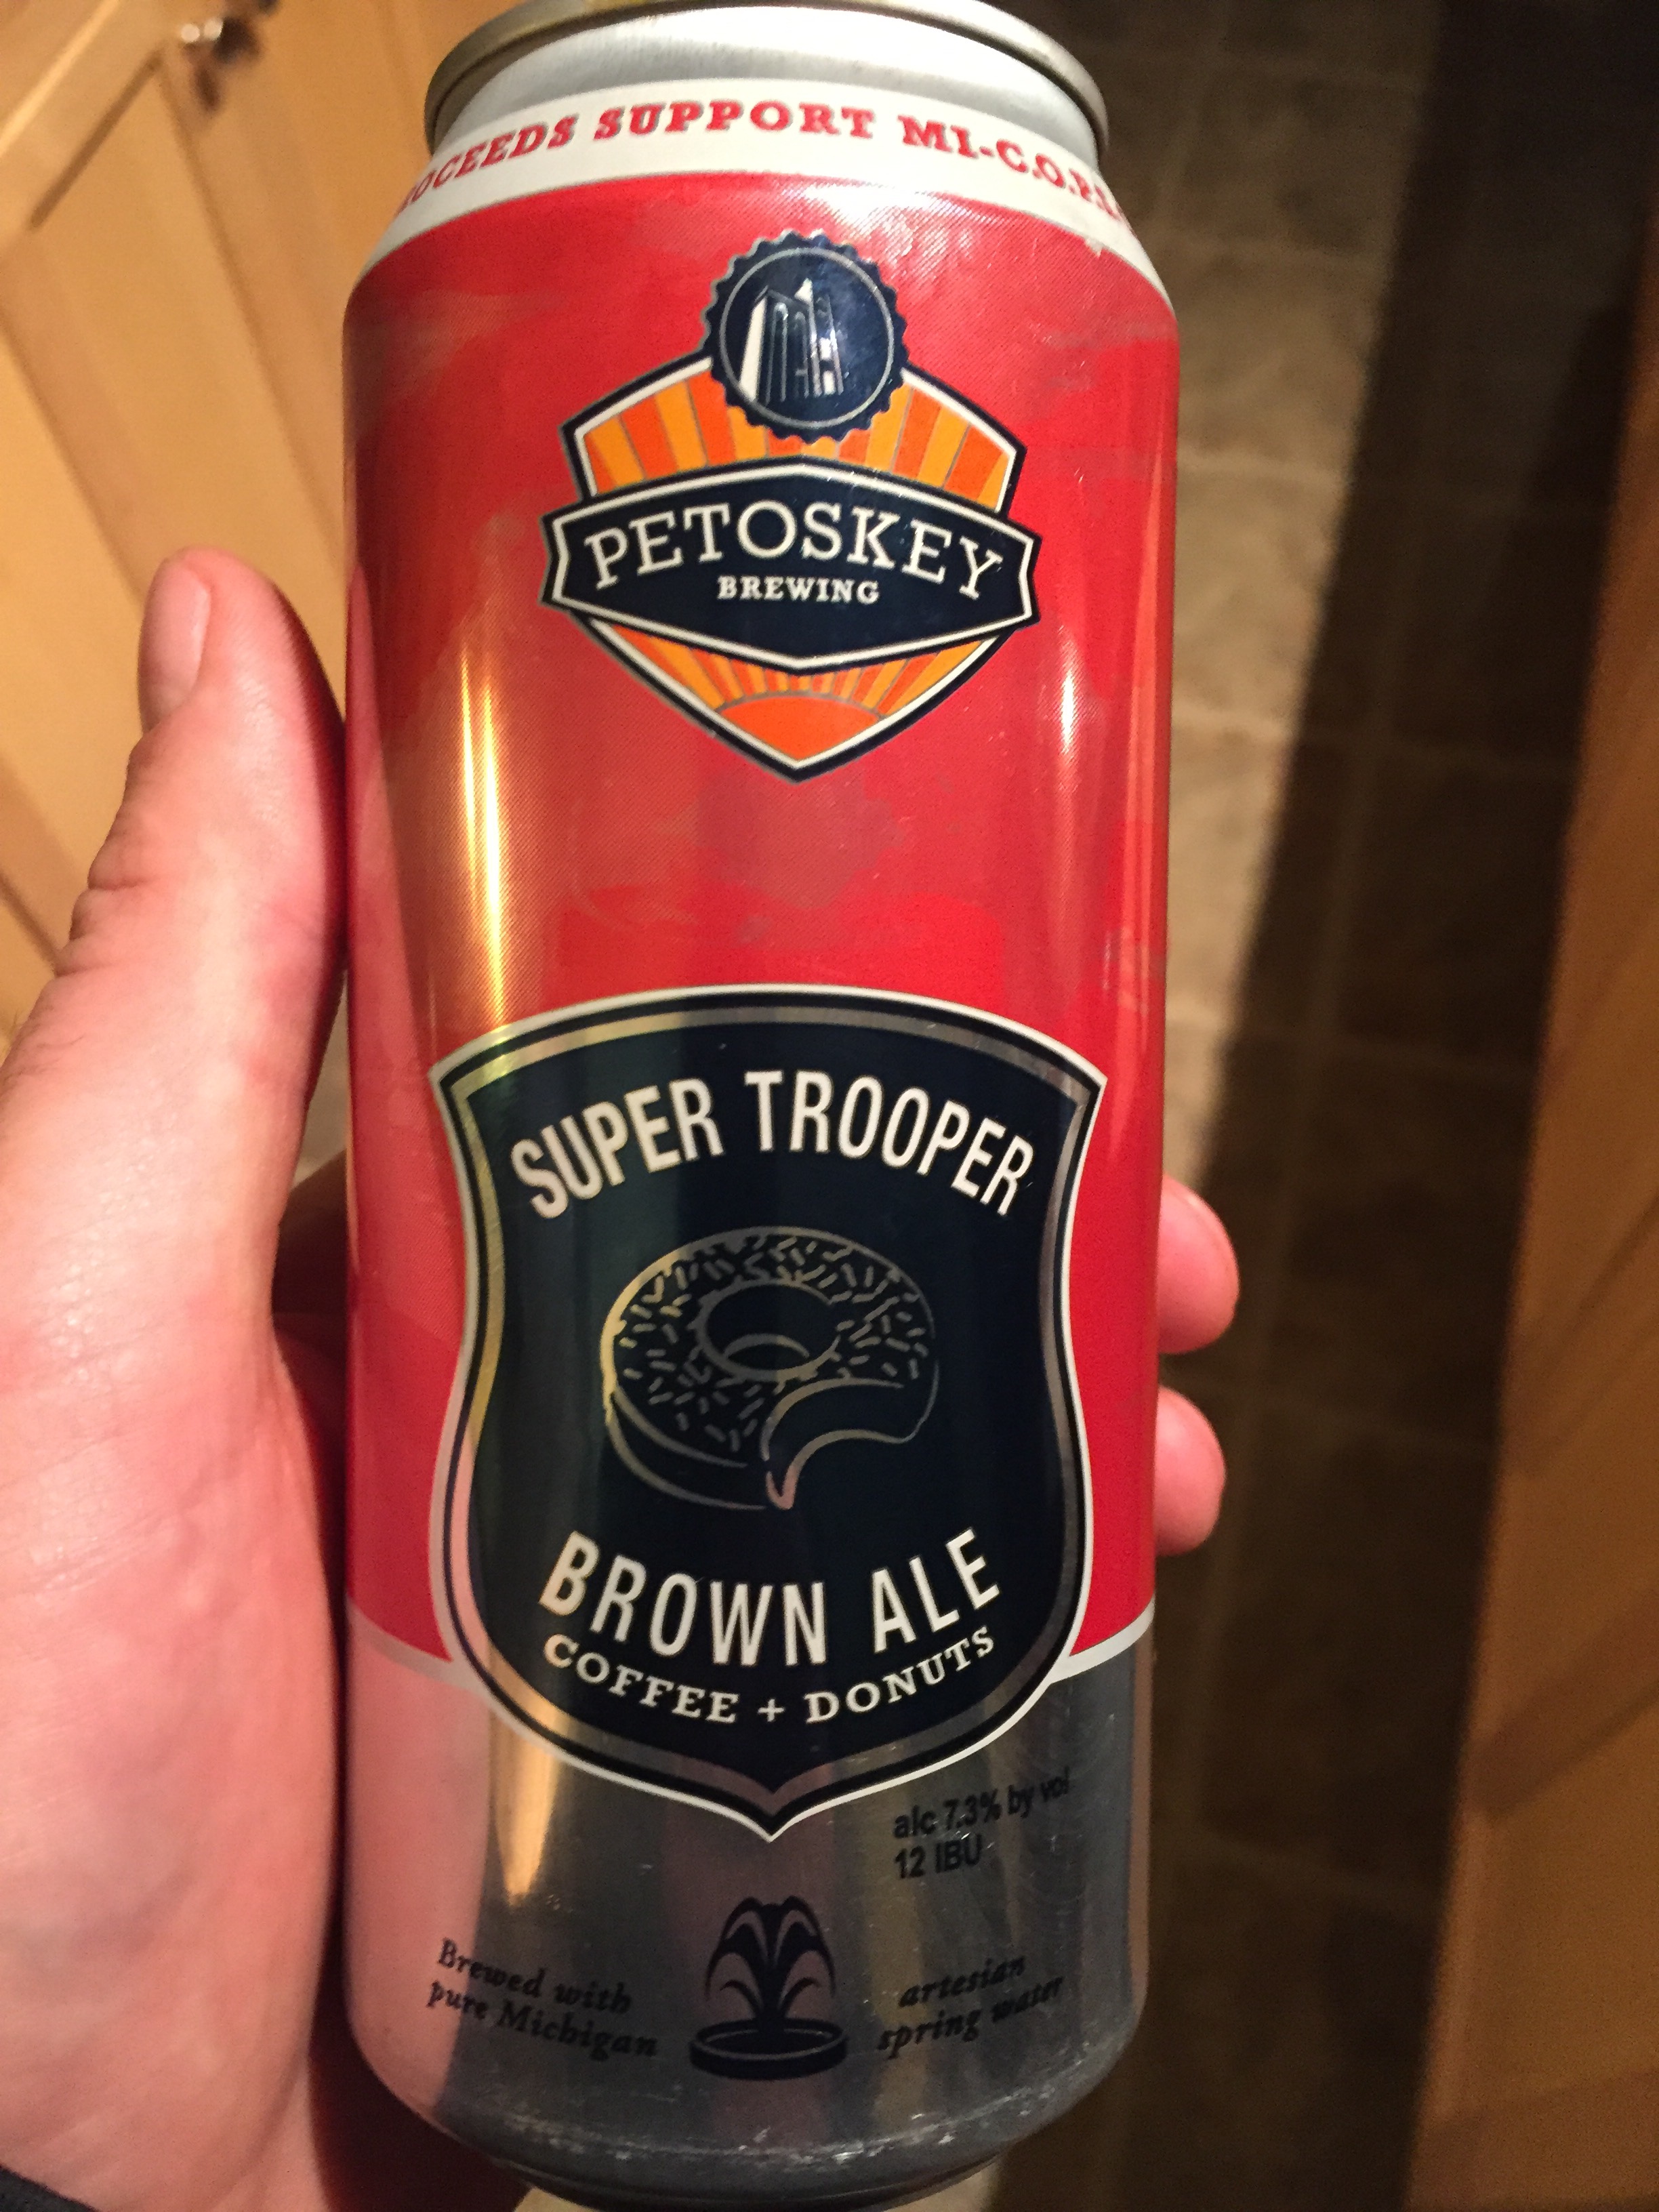 SUPPORT MI-C.O.P.S.
PETOSKEY
BREWING
SUPER TROOPER
BROWN ALE
COFFEE + DONUTS
alc 7.3% by vol
12 IBU
Brewed with
pure Michigan
artesian
spring water